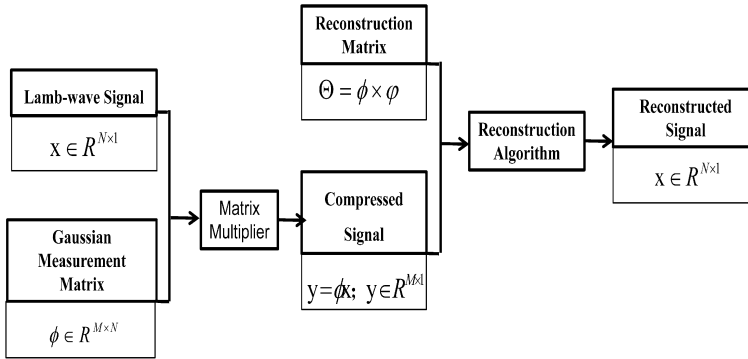 Lamb-wave Signal
x ∈ R^{N×1}
Gaussian
Measurement
Matrix
ϕ ∈ R^{M×N}
Matrix
Multiplier
Reconstruction
Matrix
Θ = ϕ × φ
Compressed
Signal
y=ϕx; y∈R^{M×1}
Reconstruction
Algorithm
Reconstructed
Signal
x ∈ R^{N×1}